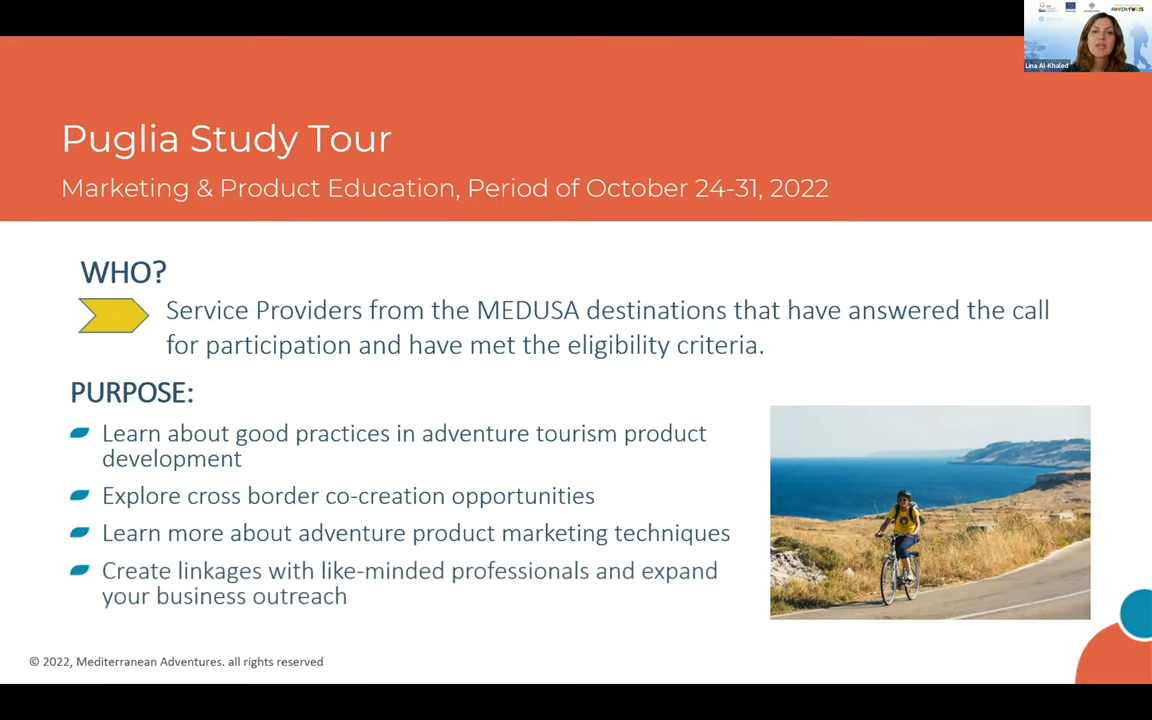 Puglia Study Tour
Marketing & Product Education, Period of October 24-31, 2022
WHO?
Service Providers from the MEDUSA destinations that have answered the call
for participation and have met the eligibility criteria.
PURPOSE:
Learn about good practices in adventure tourism product
development
Explore cross border co-creation opportunities
Learn more about adventure product marketing techniques
Create linkages with like-minded professionals and expand
your business outreach
© 2022, Mediterranean Adventures. all rights reserved
Lina Al-Khaled